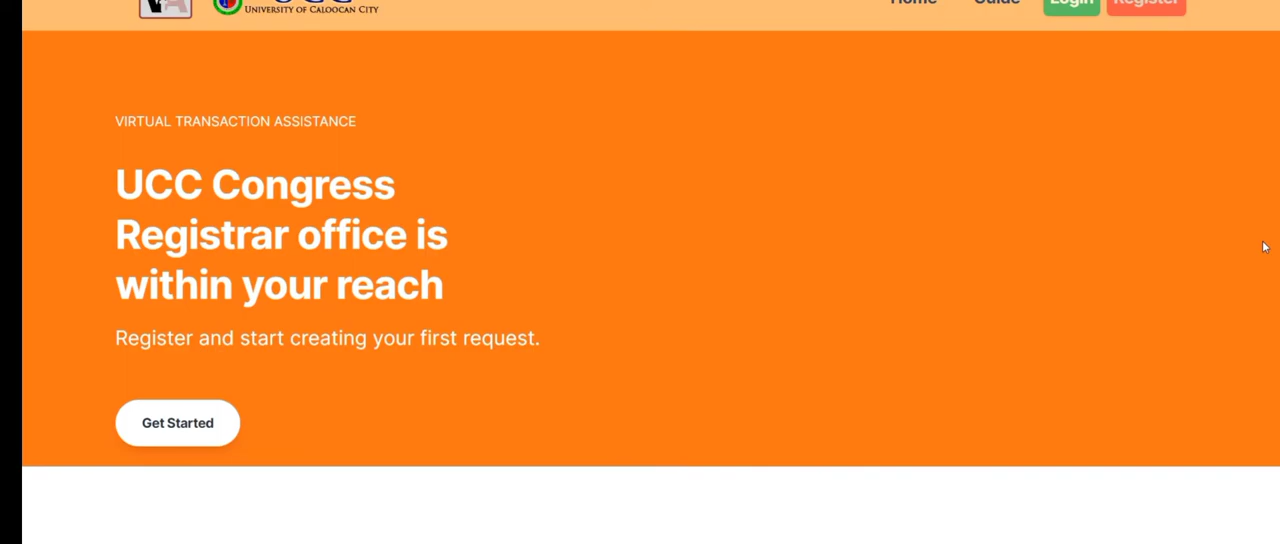 UNIVERSITY OF CALOOCAN CITY
Home Guide Login Register
VIRTUAL TRANSACTION ASSISTANCE
UCC Congress
Registrar office is
within your reach
Register and start creating your first request.
Get Started